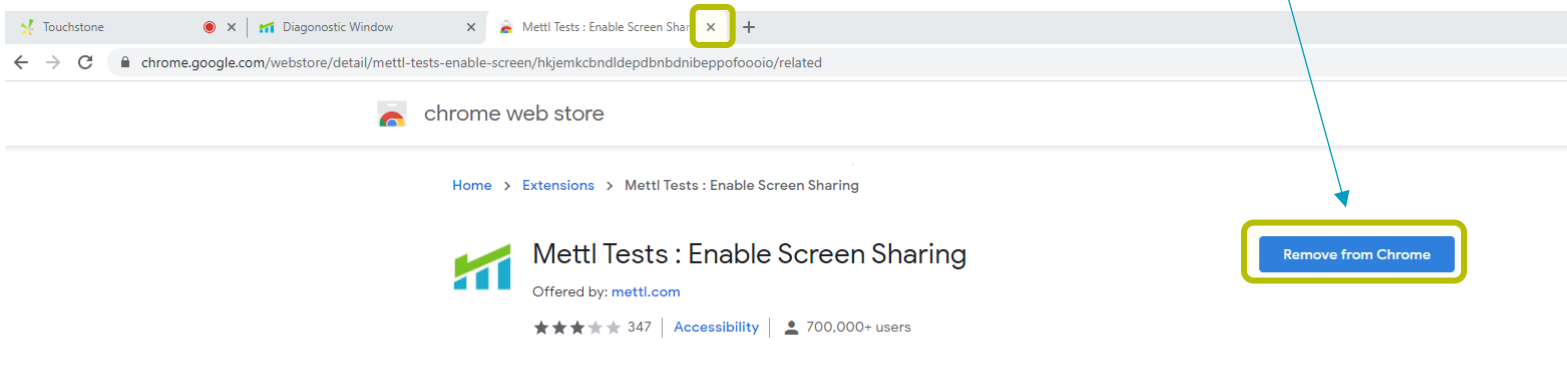 Touchstone
Diagonostic Window
Mettl Tests : Enable Screen Shar
chrome.google.com/webstore/detail/mettl-tests-enable-screen/hkjemkcbndldepdbnbdnibeppofoooio/related
chrome web store
Home > Extensions > Mettl Tests : Enable Screen Sharing
Mettl Tests : Enable Screen Sharing
Remove from Chrome
Offered by: mettl.com
347 | Accessibility | 700,000+ users